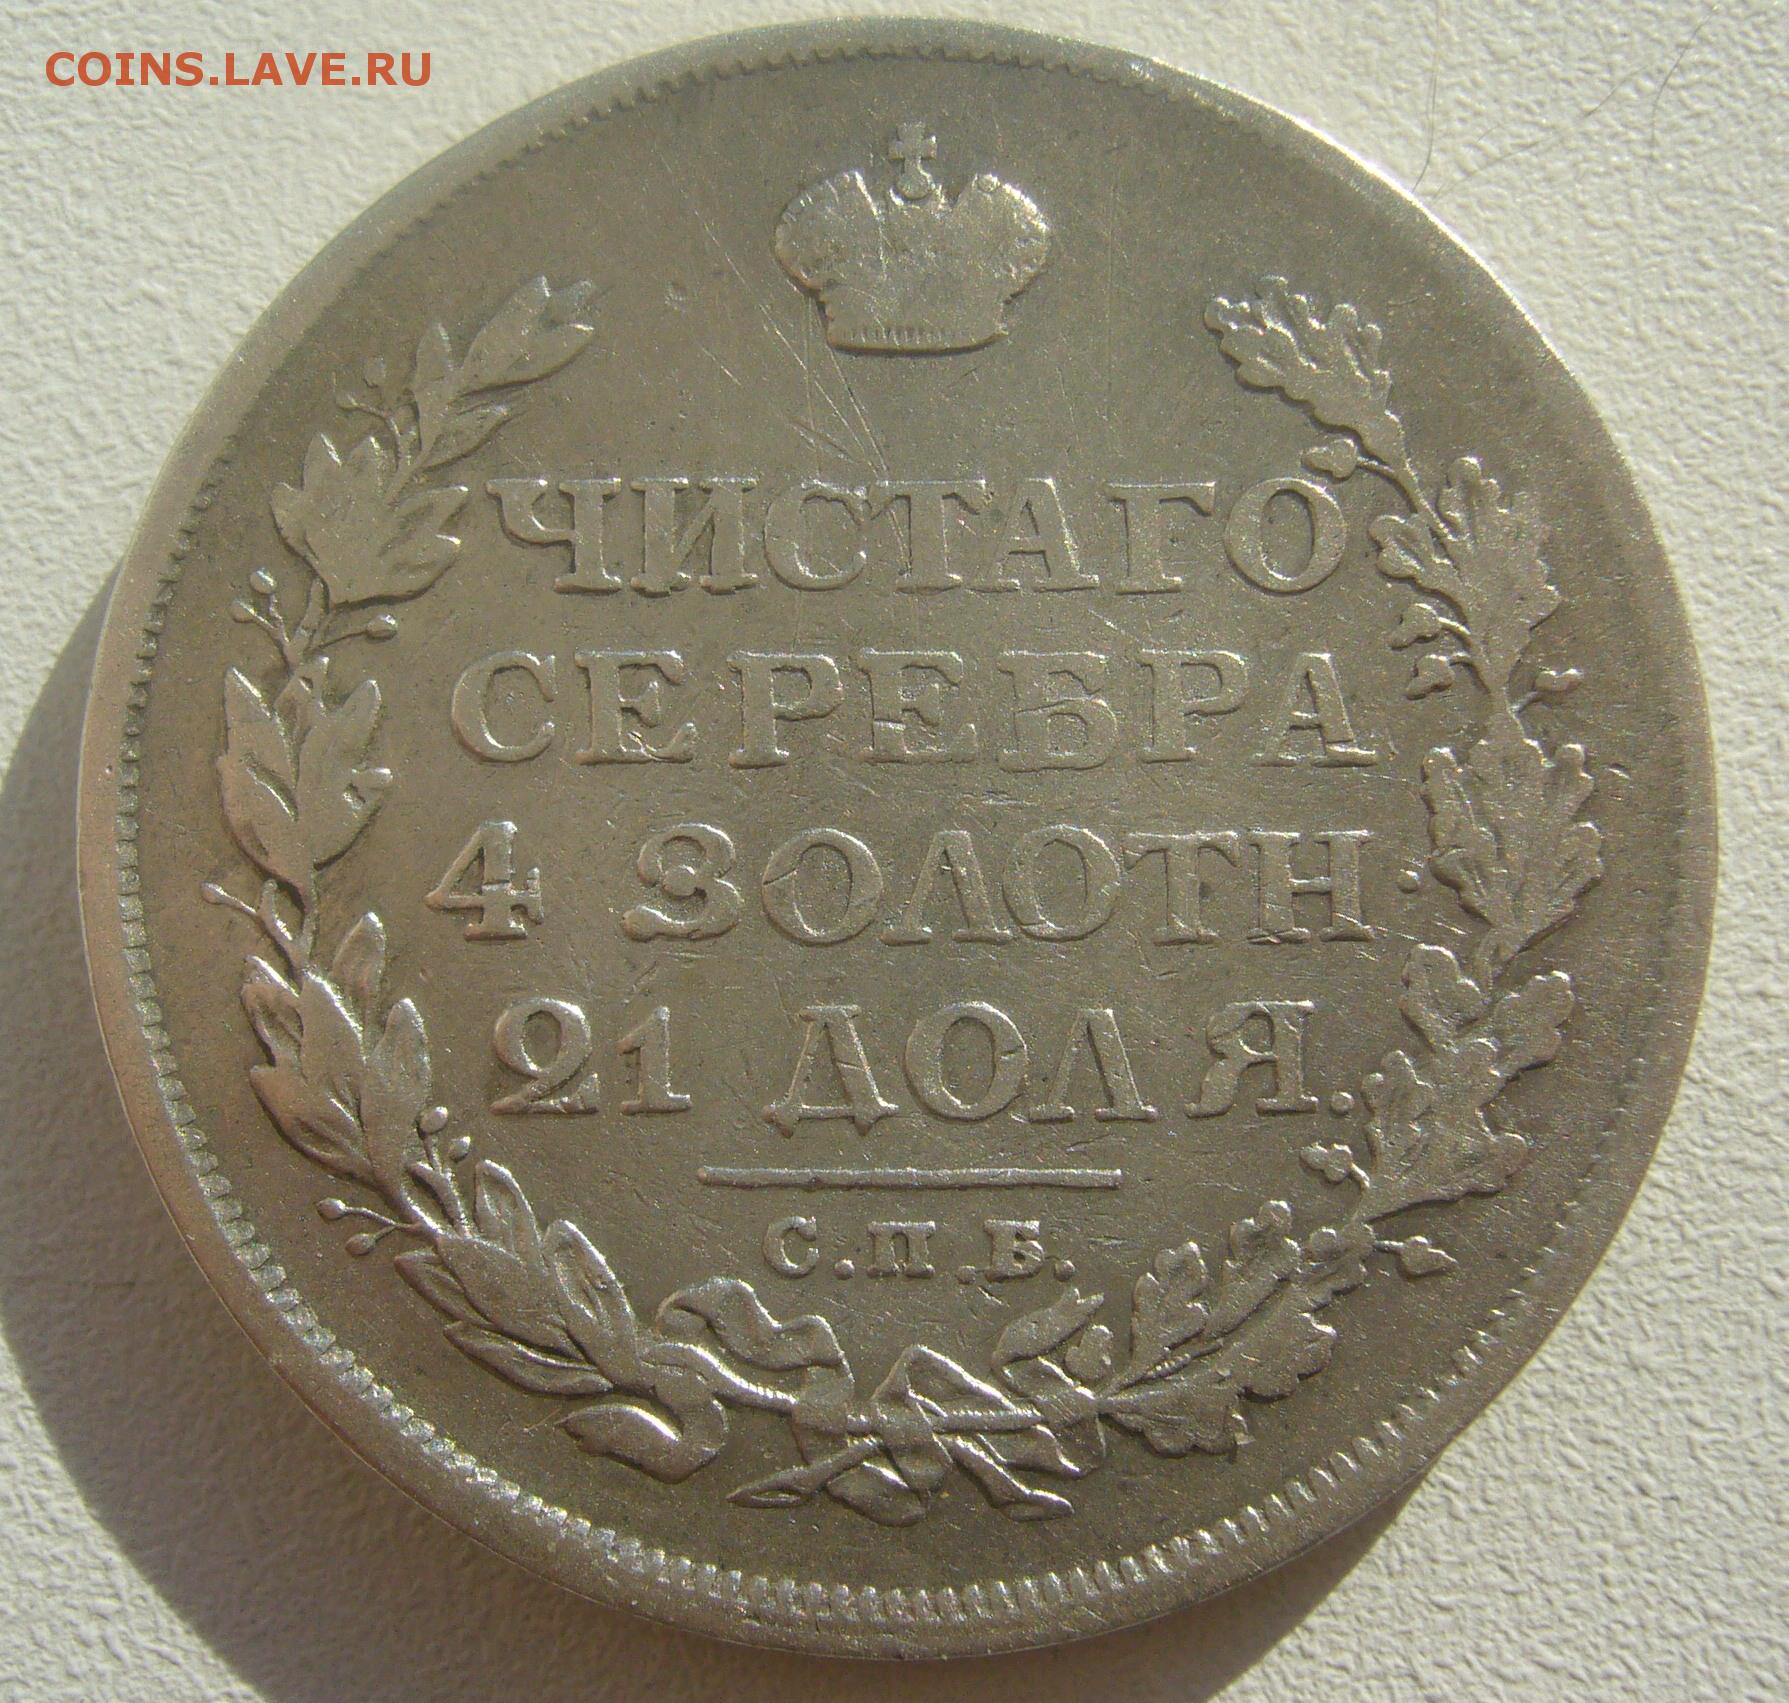 COINS.LAVE.RU
ЧИСТАГО
СЕРЕБРА
4 ЗОЛОТН.
21 ДОЛЯ.
С.П.Б.